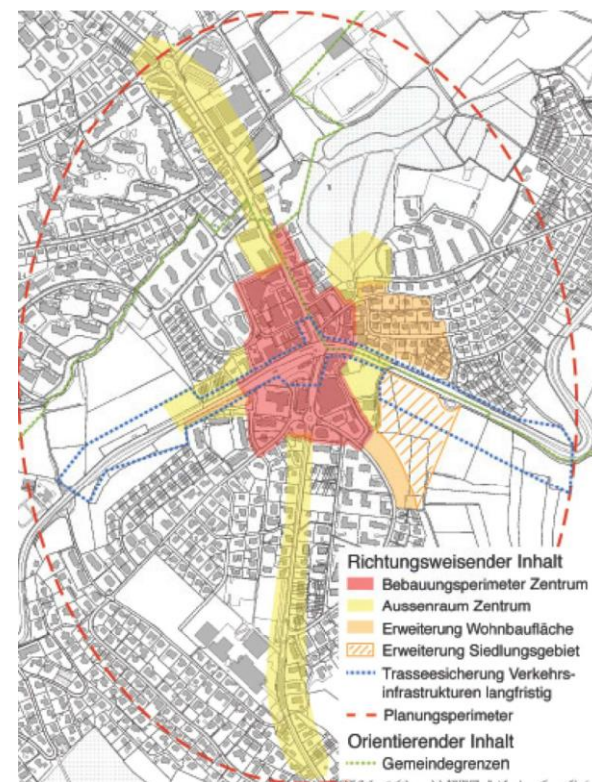 Richtungsweisender Inhalt
Bebauungsperimeter Zentrum
Aussenraum Zentrum
Erweiterung Wohnbaufläche
Erweiterung Siedlungsgebiet
Trasseesicherung Verkehrs-
infrastrukturen langfristig
Planungsperimeter
Orientierender Inhalt
Gemeindegrenzen